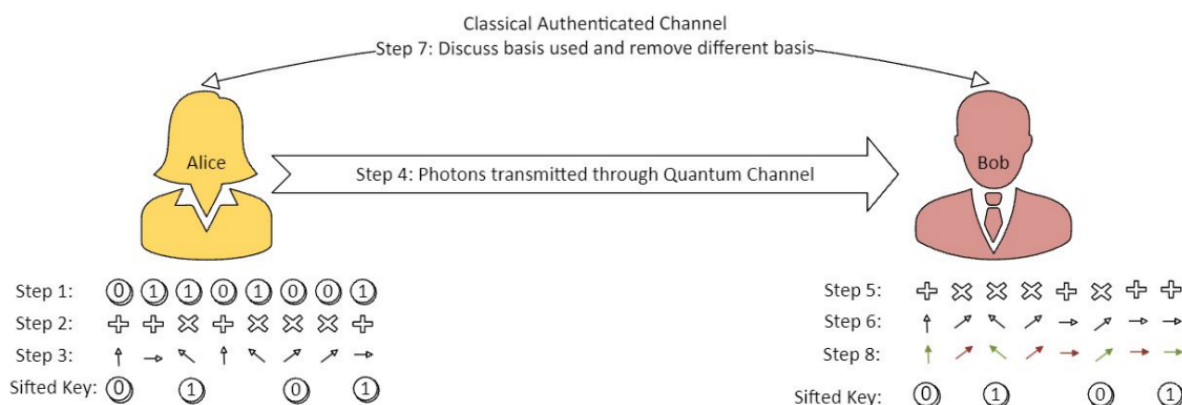 Classical Authenticated Channel
Step 7: Discuss basis used and remove different basis
Alice
Step 4: Photons transmitted through Quantum Channel
Bob
Step 1: 0 1 1 0 1 0 0 1
Step 2:
Step 3:
Sifted Key: 0 1 0 1
Step 5:
Step 6:
Step 8:
Sifted Key: 0 1 0 1